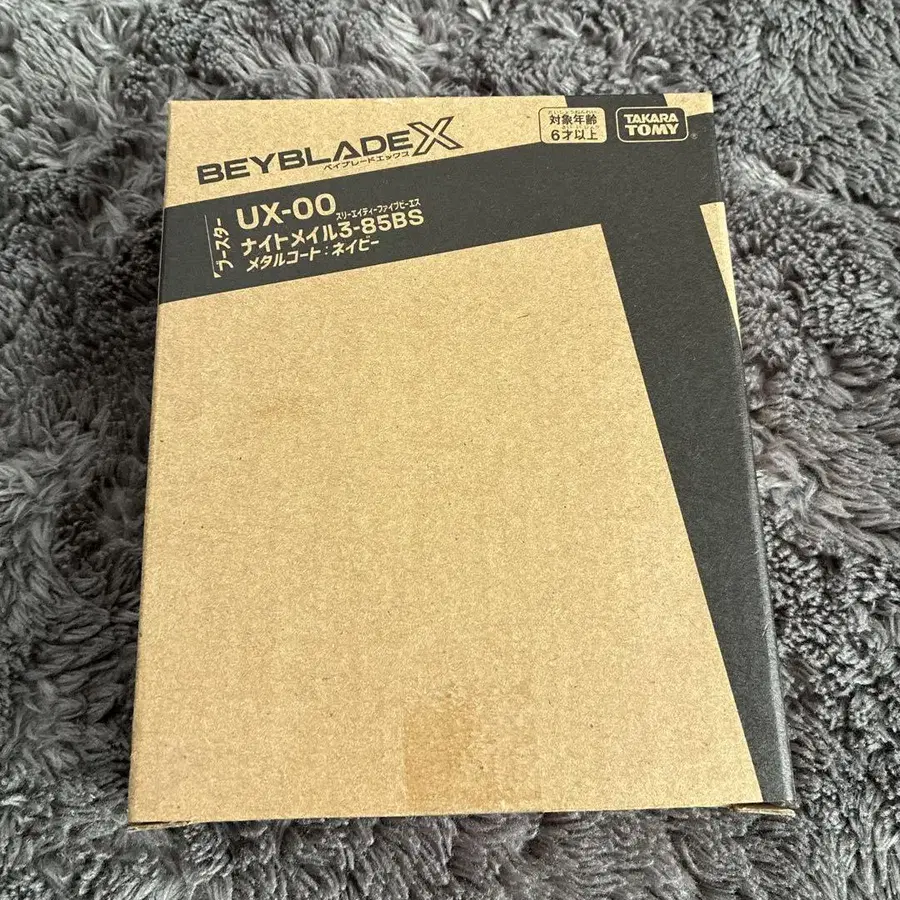 BEYBLADE X
ベイブレードエックス
対象年齢
6才以上
TAKARA
TOMY
ブースター
UX-00
スリーエイティーファイブビーエス
ナイトメイル3-85BS
メタルコート：ネイビー